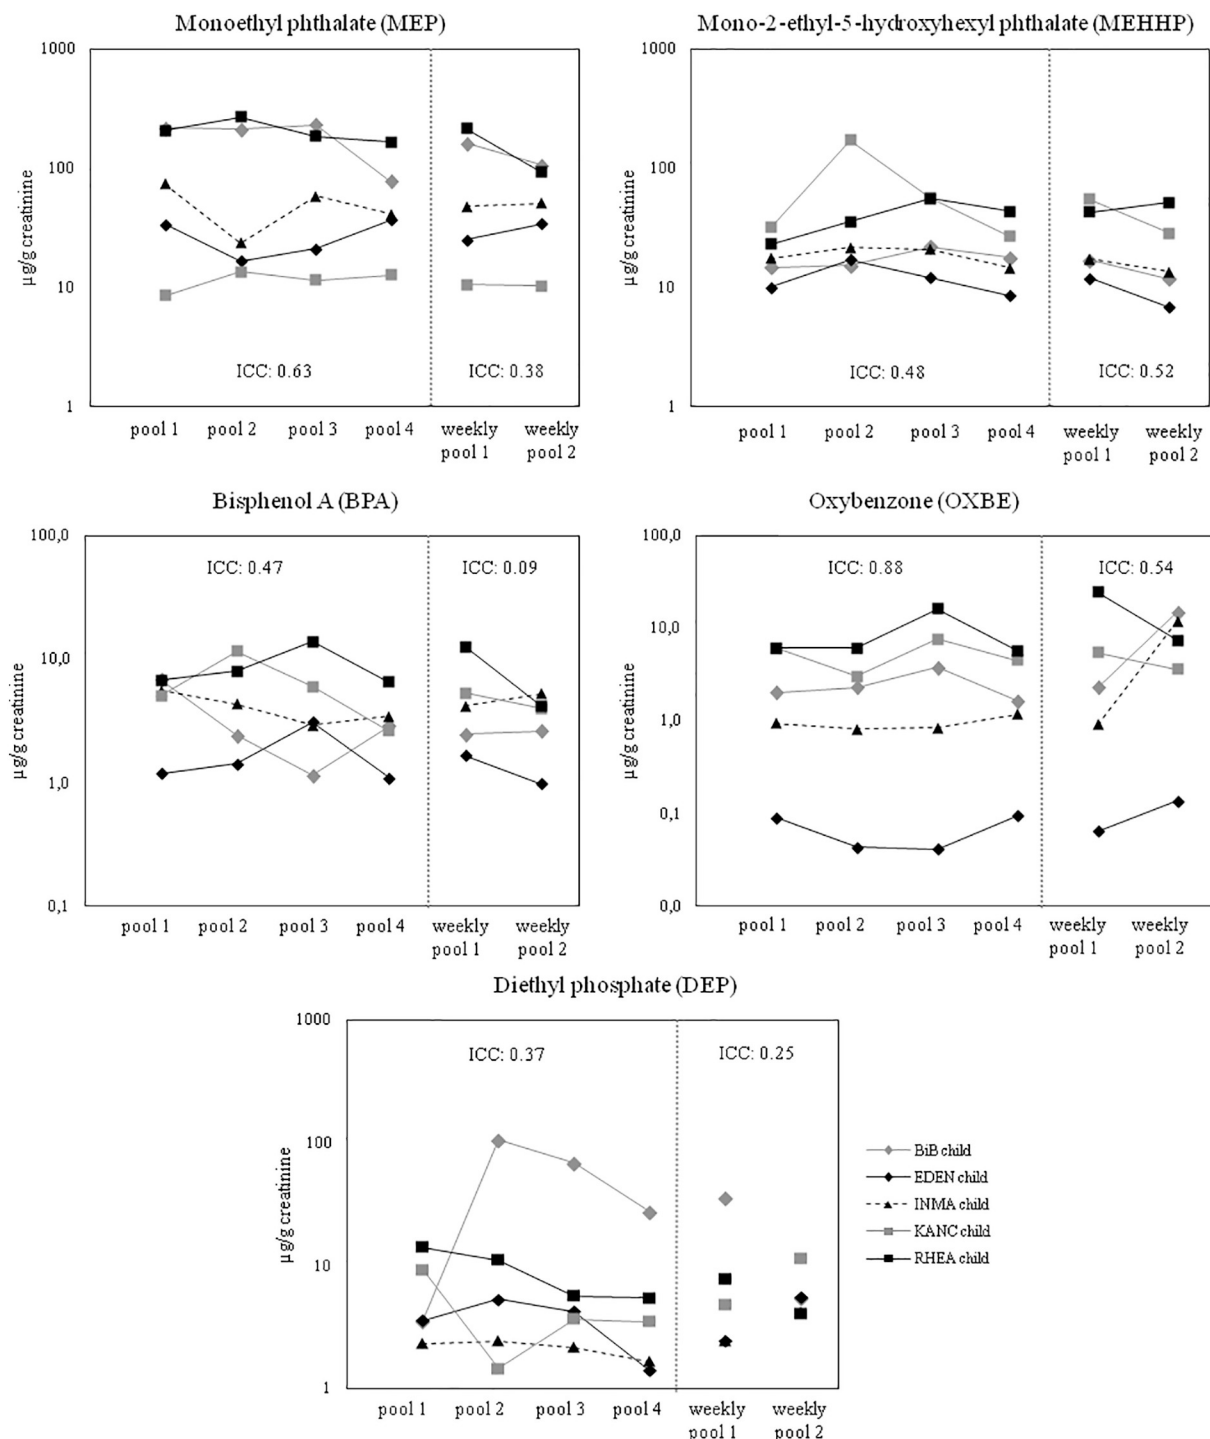 Monoethyl phthalate (MEP)
1000
100
10
1
µg/g creatinine
ICC: 0.63
ICC: 0.38
pool 1
pool 2
pool 3
pool 4
weekly pool 1
weekly pool 2
Mono-2-ethyl-5-hydroxyhexyl phthalate (MEHHP)
1000
100
10
1
µg/g creatinine
ICC: 0.48
ICC: 0.52
pool 1
pool 2
pool 3
pool 4
weekly
pool 1
weekly
pool 2
Bisphenol A (BPA)
100,0
10,0
1,0
0,1
µg/g creatinine
ICC: 0.47
ICC: 0.09
pool 1
pool 2
pool 3
pool 4
weekly
pool 1
weekly
pool 2
Oxybenzone (OXBE)
100,0
10,0
1,0
0,1
0,0
µg/g creatinine
ICC: 0.88
ICC: 0.54
pool 1
pool 2
pool 3
pool 4
weekly
pool 1
weekly
pool 2
Diethyl phosphate (DEP)
1000
100
10
1
µg/g creatinine
ICC: 0.37
ICC: 0.25
pool 1
pool 2
pool 3
pool 4
weekly
pool 1
weekly
pool 2
BiB child
EDEN child
INMA child
KANC child
RHEA child